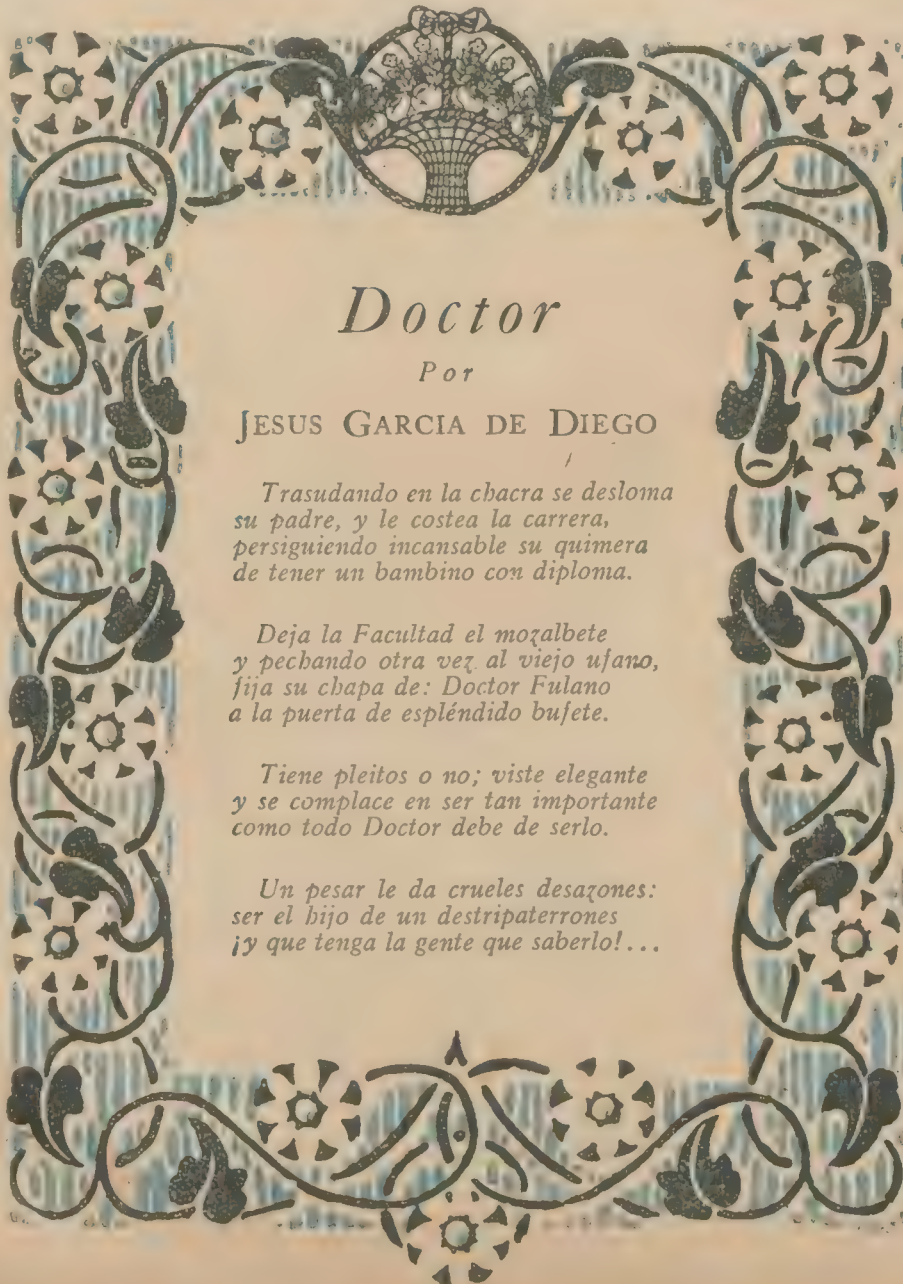 Doctor
Por
JESUS GARCIA DE DIEGO
Trasudando en la chacra se desloma
su padre, y le costea la carrera,
persiguiendo incansable su quimera
de tener un bambino con diploma.
Deja la Facultad el mozalbete
y pechando otra vez al viejo ufano,
fija su chapa de: Doctor Fulano
a la puerta de espléndido bufete.
Tiene pleitos o no; viste elegante
y se complace en ser tan importante
como todo Doctor debe de serlo.
Un pesar le da crueles desazones:
ser el hijo de un destripaterrones
¡y que tenga la gente que saberlo!...